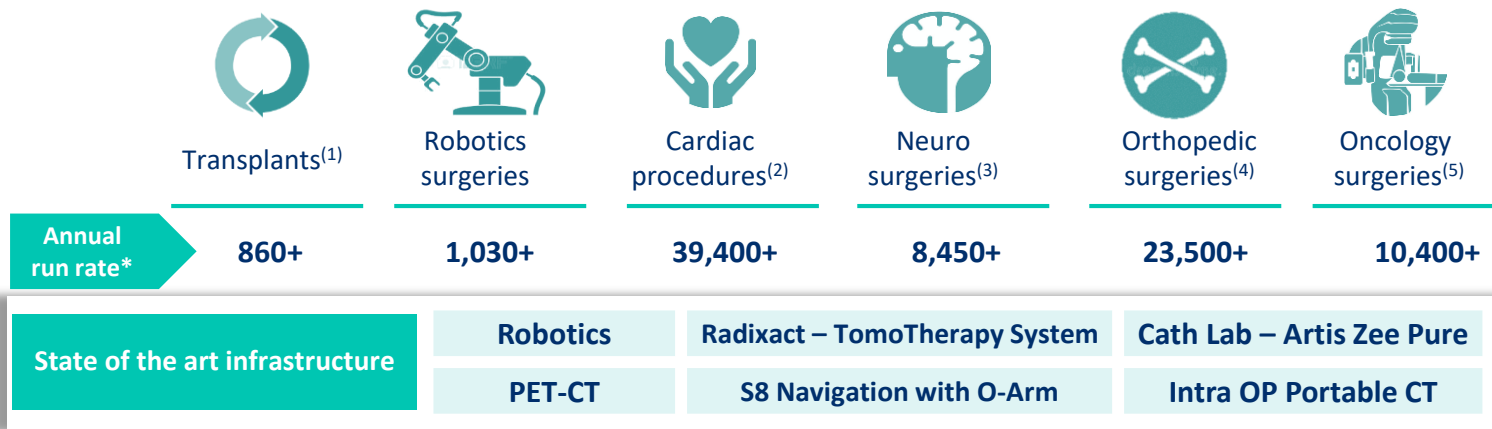 Transplants(1)
Robotics
surgeries
Cardiac
procedures(2)
Neuro
surgeries(3)
Orthopedic
surgeries(4)
Oncology
surgeries(5)
Annual
run rate*
860+
1,030+
39,400+
8,450+
23,500+
10,400+
State of the art infrastructure
Robotics
Radixact – TomoTherapy System
Cath Lab – Artis Zee Pure
PET-CT
S8 Navigation with O-Arm
Intra OP Portable CT